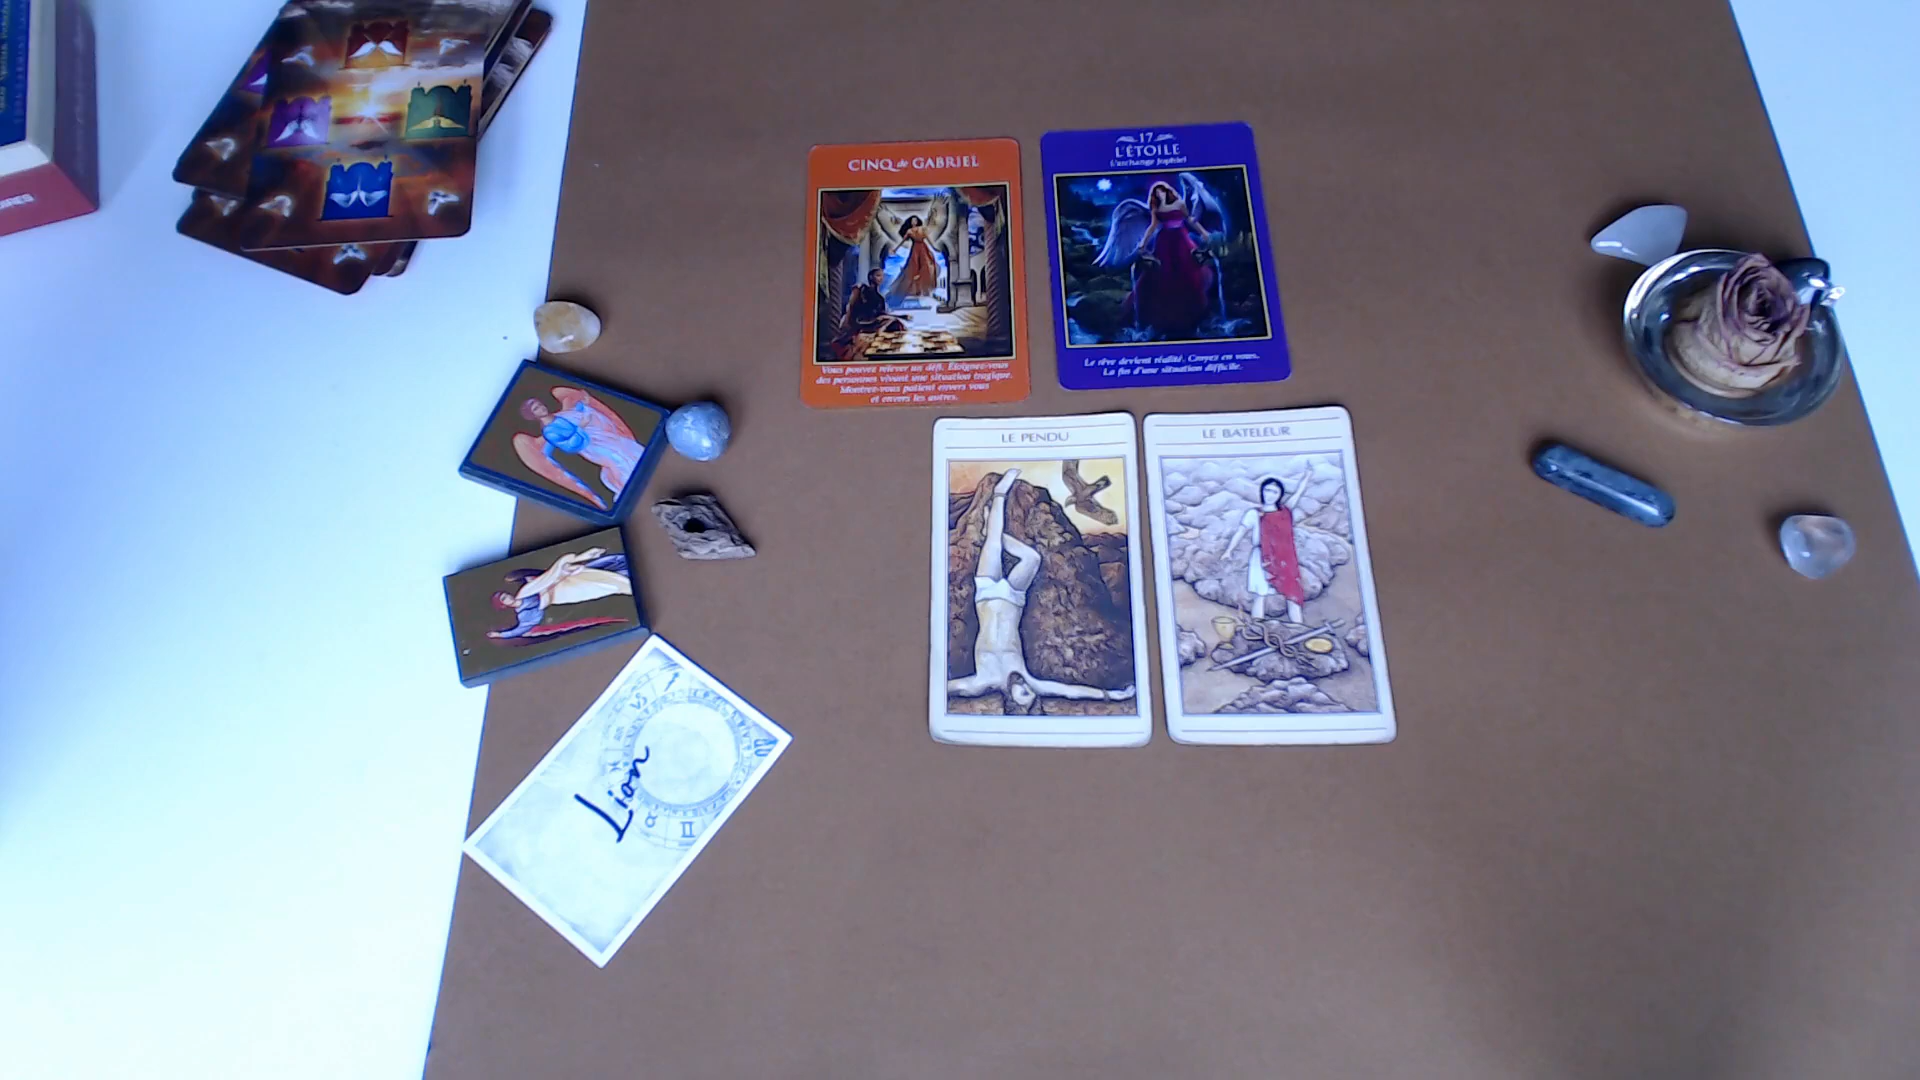 CINQ de GABRIEL
Vous pouvez relever un défi. Éloignez-vous
des personnes vivant une situation tragique.
Montrez-vous patient envers vous
et envers les autres.
17
L'ÉTOILE
L'archange Jophiel
Le rêve devient réalité. Croyez en vous.
La fin d'une situation difficile.
LE PENDU
LE BATELEUR
Lion